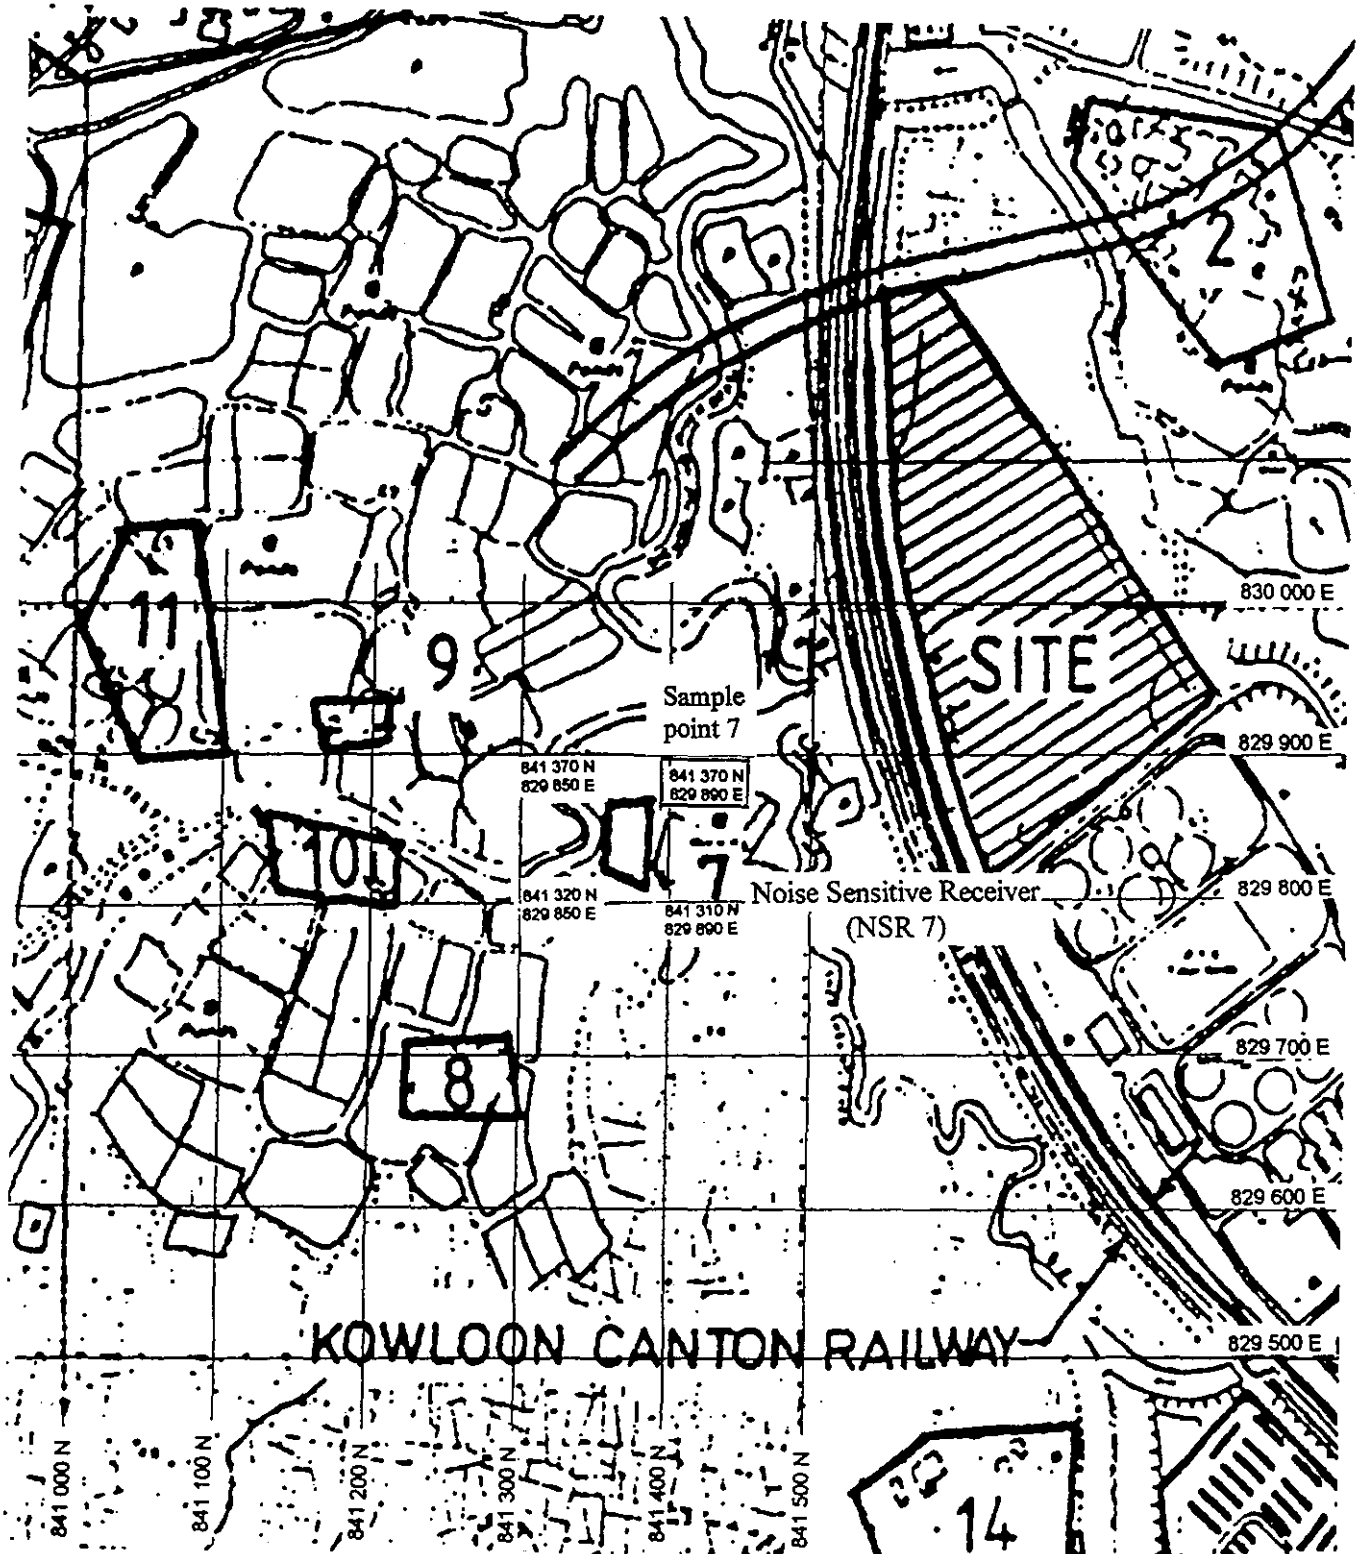 2
830 000 E
11
9
SITE
Sample
point 7
829 900 E
841 370 N
829 850 E
841 370 N
829 890 E
10
7
841 320 N
829 850 E
841 310 N
829 890 E
Noise Sensitive Receiver
(NSR 7)
829 800 E
829 700 E
8
829 600 E
KOWLOON CANTON RAILWAY
829 500 E
841 000 N
841 100 N
841 200 N
841 300 N
841 400 N
841 500 N
14